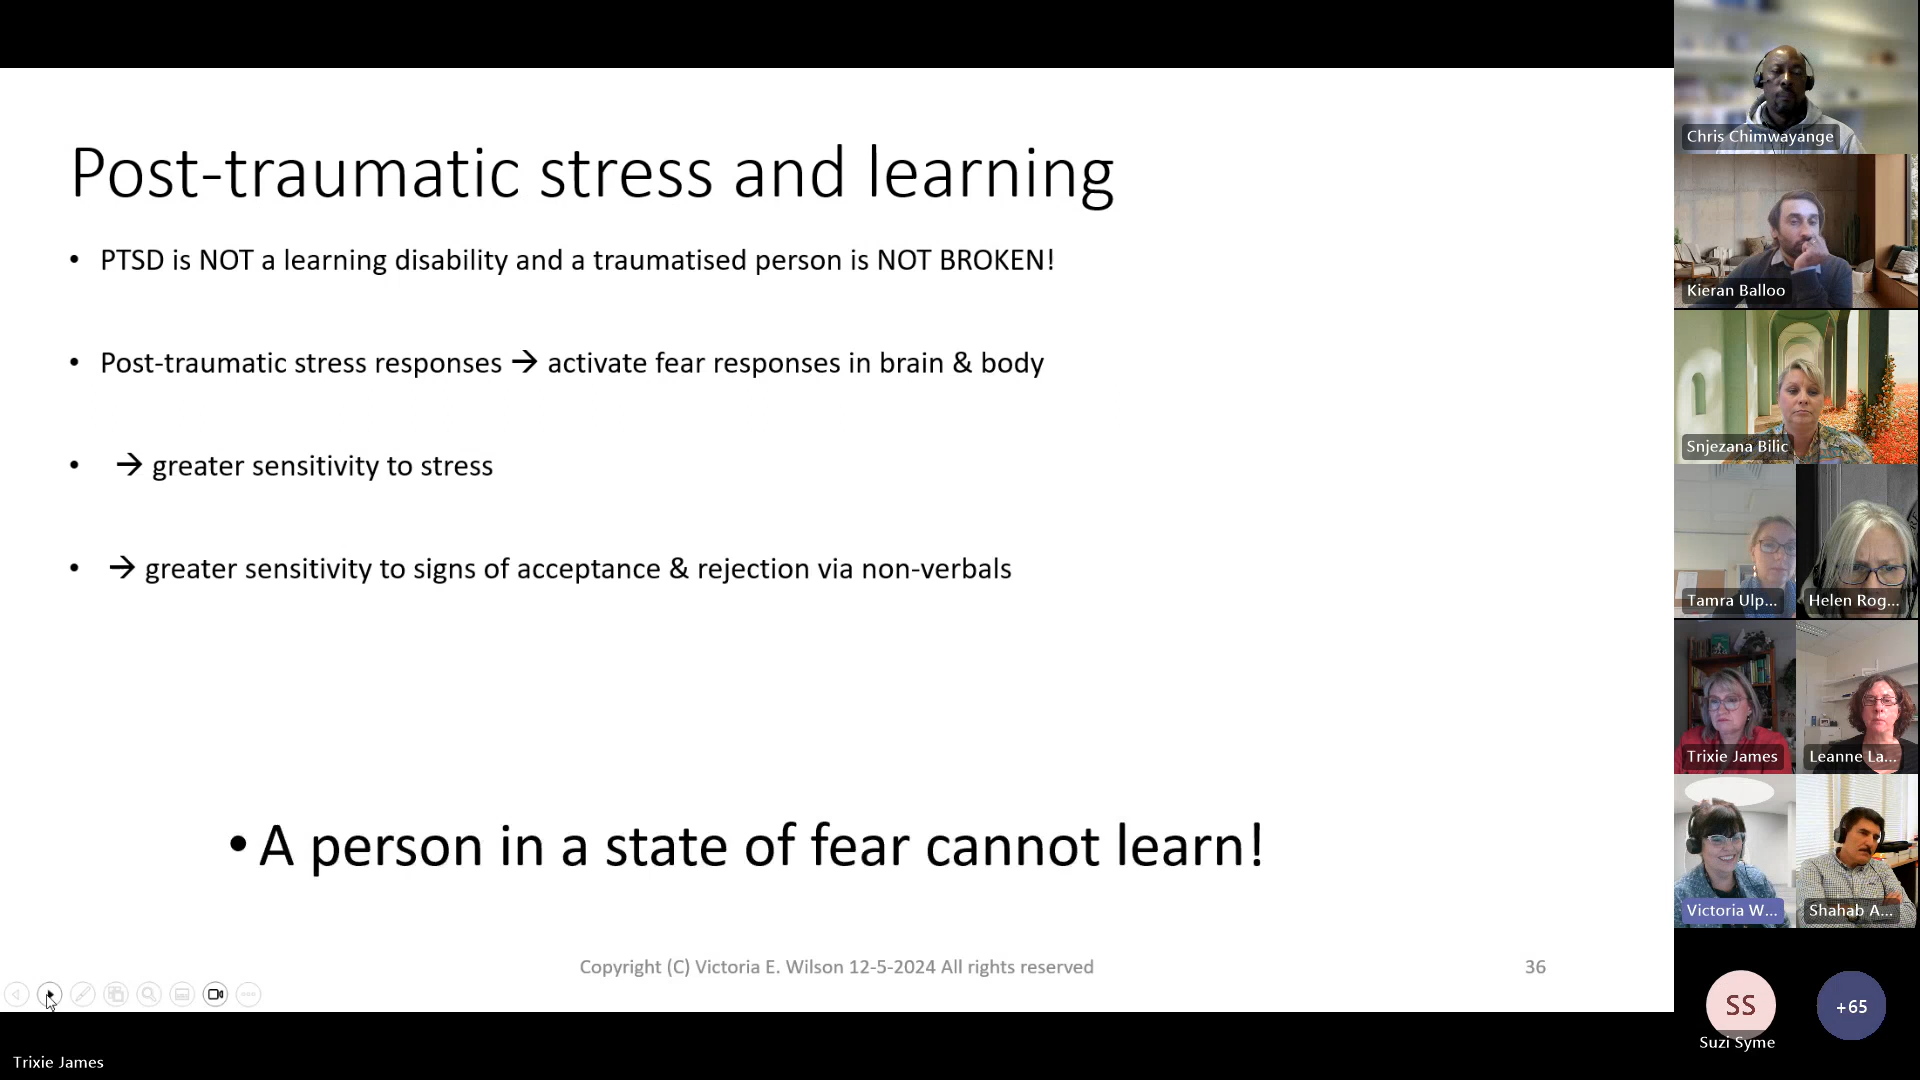 Post-traumatic stress and learning
• PTSD is NOT a learning disability and a traumatised person is NOT BROKEN!
• Post-traumatic stress responses → activate fear responses in brain & body
• → greater sensitivity to stress
• → greater sensitivity to signs of acceptance & rejection via non-verbals
• A person in a state of fear cannot learn!
Copyright (C) Victoria E. Wilson 12-5-2024 All rights reserved
36
Trixie James
Chris Chimwayange
Kieran Balloo
Snjezana Bilic
Tamra Ulp...
Helen Rog...
Trixie James
Leanne La...
Victoria W...
Shahab A...
SS
Suzi Syme
+65